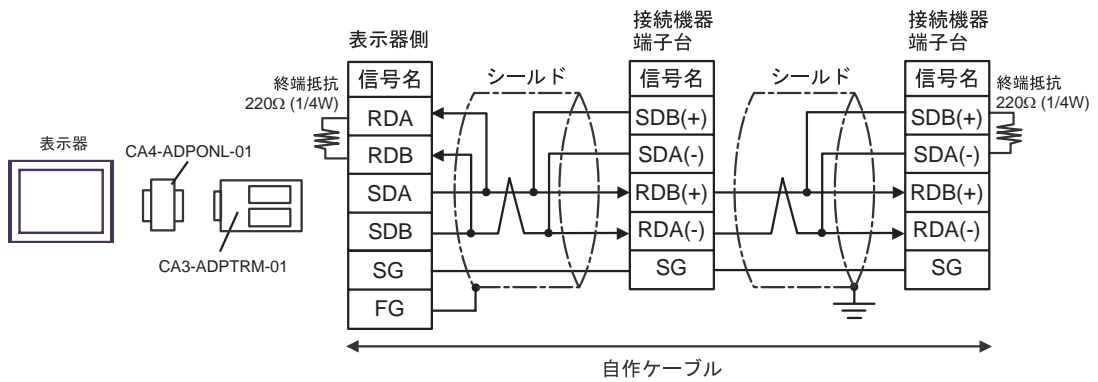 表示器
CA4-ADPONL-01
CA3-ADPTRM-01
終端抵抗
220Ω (1/4W)
表示器側
信号名
RDA
RDB
SDA
SDB
SG
FG
シールド
接続機器
端子台
信号名
SDB(+)
SDA(-)
RDB(+)
RDA(-)
SG
シールド
接続機器
端子台
信号名
SDB(+)
SDA(-)
RDB(+)
RDA(-)
SG
終端抵抗
220Ω (1/4W)
自作ケーブル